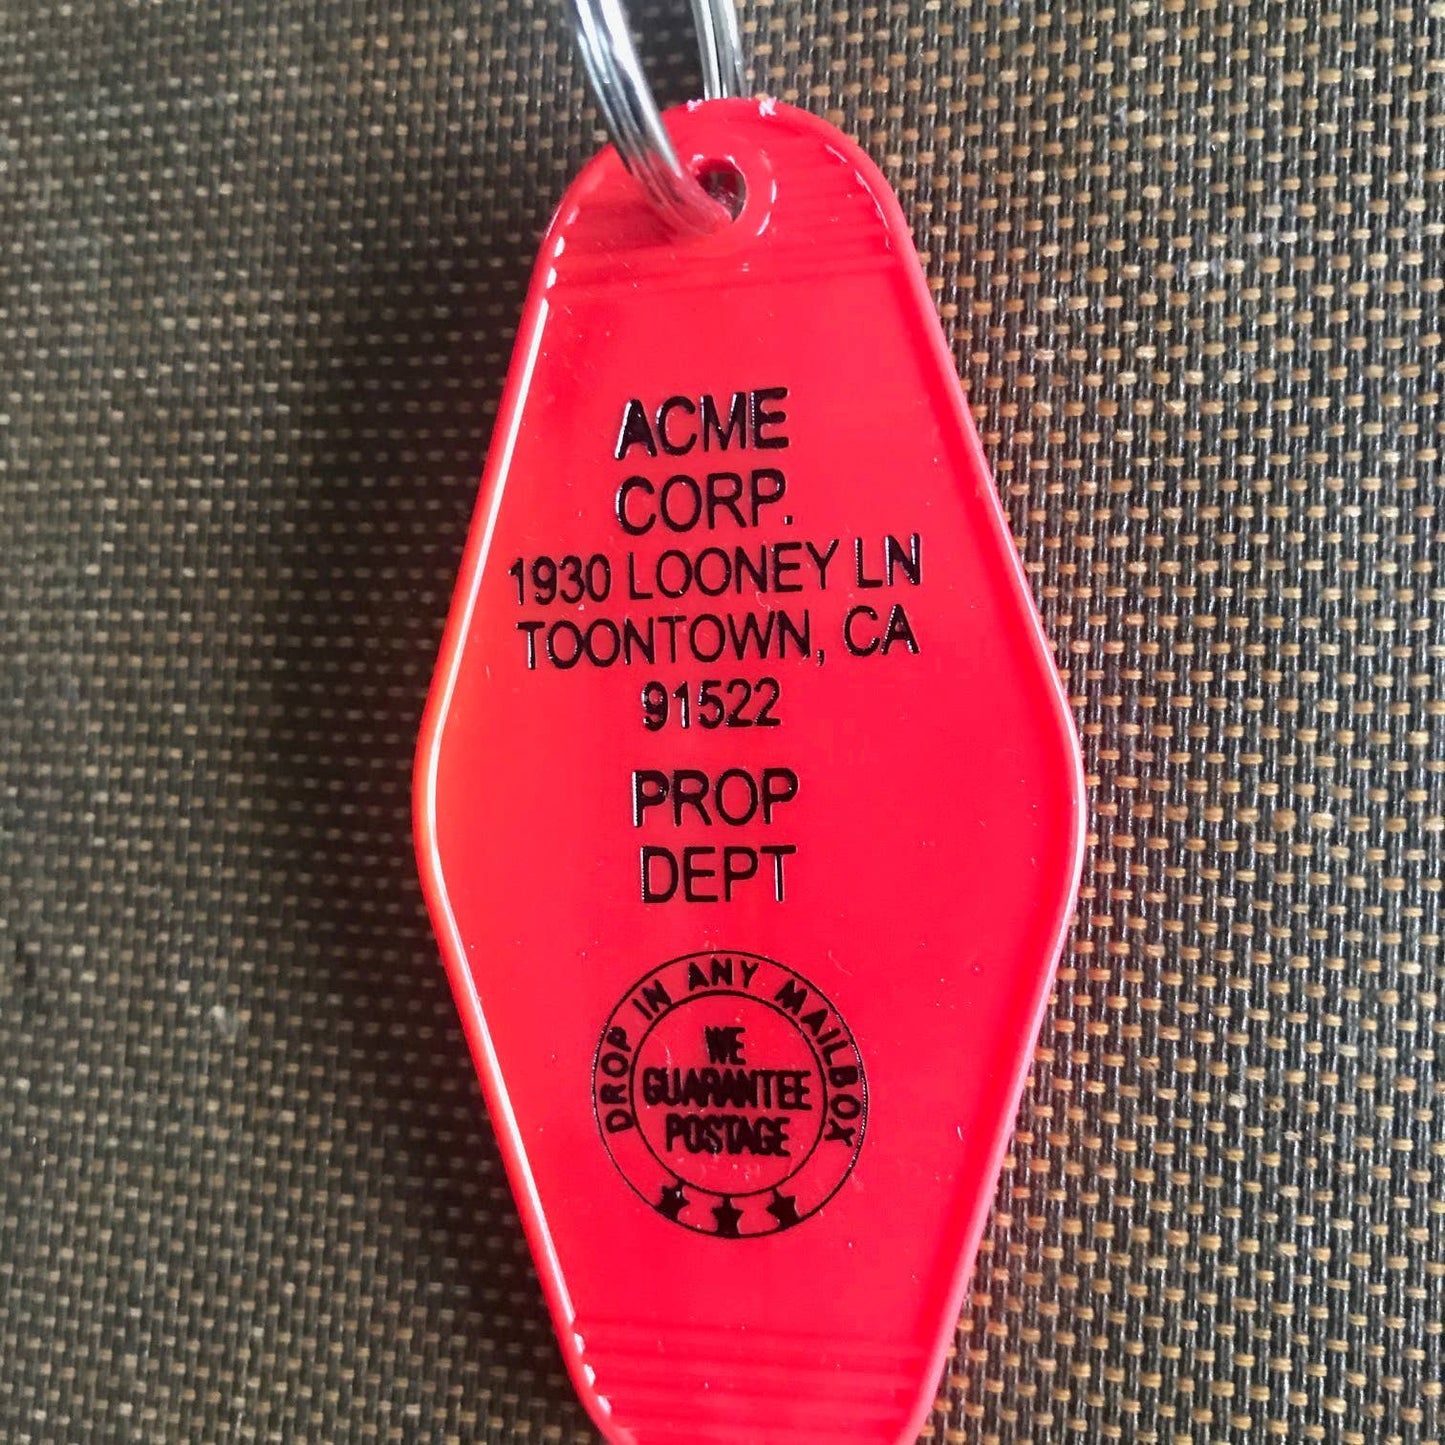 ACME
CORP.
1930 LOONEY LN
TOONTOWN, CA
91522
PROP
DEPT
DROP IN ANY MAILBOX
WE
GUARANTEE
POSTAGE